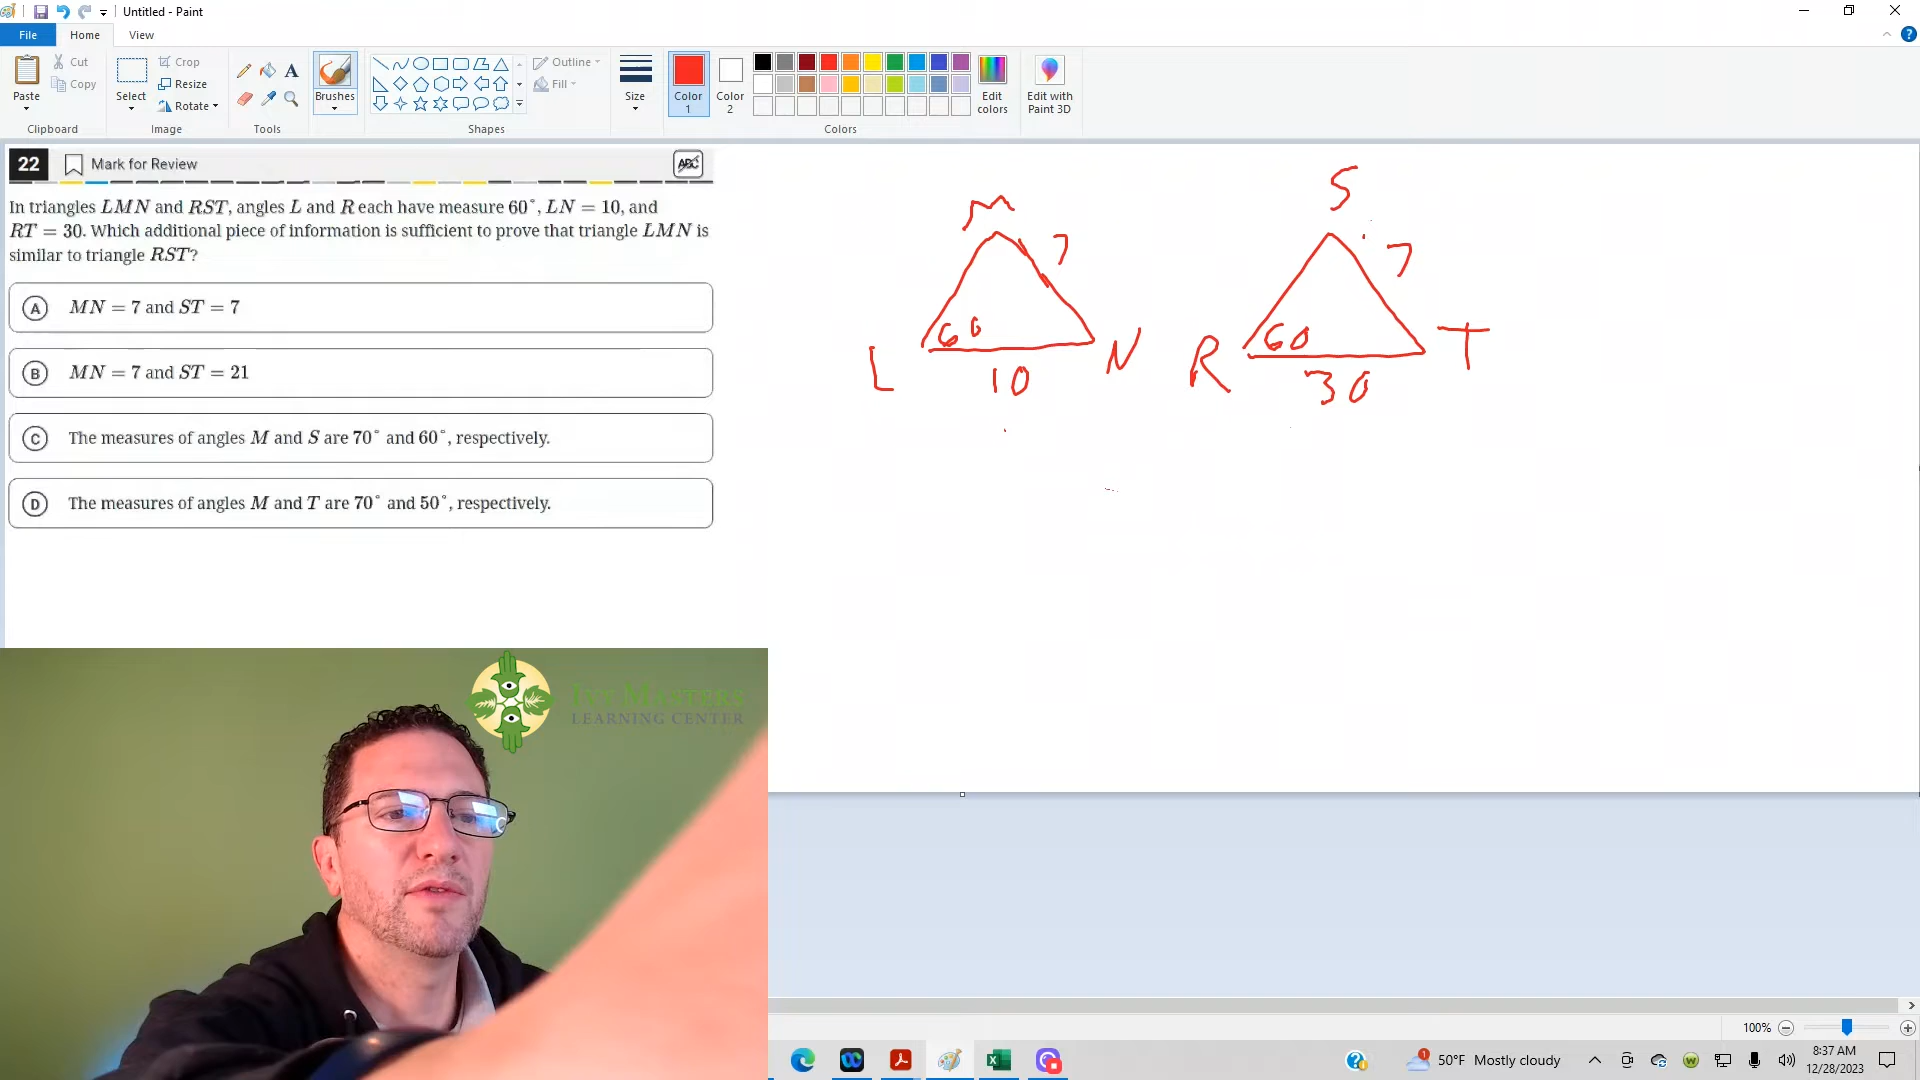 Untitled - Paint
File Home View
Paste
Cut
Copy
Clipboard
Select
Crop
Resize
Rotate
Image
Tools
Brushes
Outline
Fill
Shapes
Size
Color 1
Color 2
Colors
Edit colors
Edit with Paint 3D
22 Mark for Review ABC
In triangles LMN and RST, angles L and R each have measure 60°, LN = 10, and
RT = 30. Which additional piece of information is sufficient to prove that triangle LMN is
similar to triangle RST?
A MN = 7 and ST = 7
B MN = 7 and ST = 21
C The measures of angles M and S are 70° and 60°, respectively.
D The measures of angles M and T are 70° and 50°, respectively.
M
7
60
L
10
N
S
7
60
R
30
T
IVY MASTERS
LEARNING CENTER
100%
50°F Mostly cloudy
8:37 AM
12/28/2023